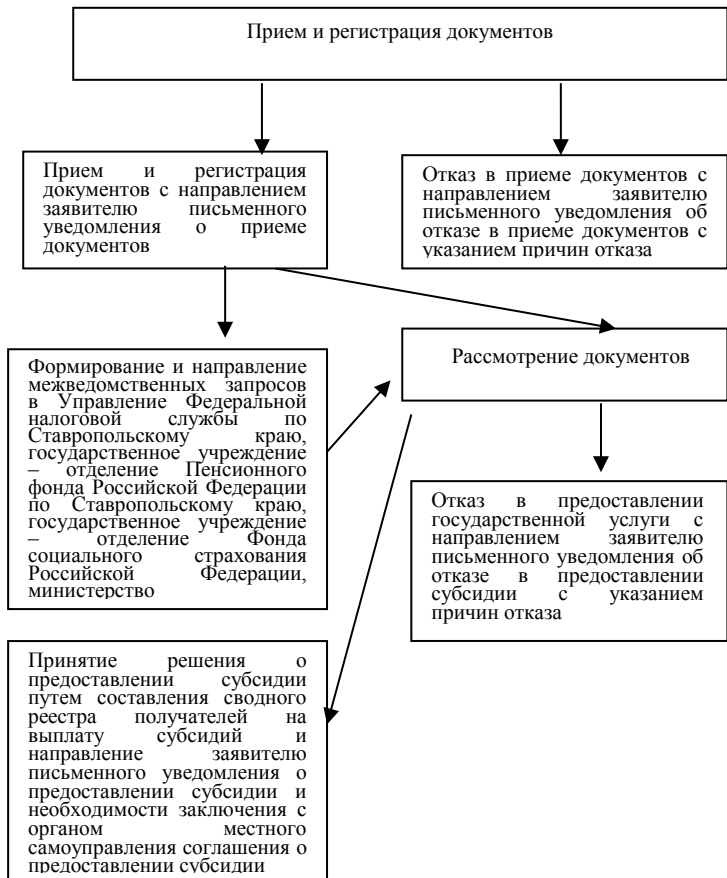 Прием и регистрация документов
Прием и регистрация
документов с направлением
заявителю письменного
уведомления о приеме
документов
Отказ в приеме документов с
направлением заявителю
письменного уведомления об
отказе в приеме документов с
указанием причин отказа
Рассмотрение документов
Формирование и направление
межведомственных запросов
в Управление Федеральной
налоговой службы по
Ставропольскому краю,
государственное учреждение
– отделение Пенсионного
фонда Российской Федерации
по Ставропольскому краю,
государственное учреждение
– отделение Фонда
социального страхования
Российской Федерации,
министерство
Отказ в предоставлении
государственной услуги с
направлением заявителю
письменного уведомления об
отказе в предоставлении
субсидии с указанием
причин отказа
Принятие решения о
предоставлении субсидии
путем составления сводного
реестра получателей на
выплату субсидий и
направление заявителю
письменного уведомления о
предоставлении субсидии и
необходимости заключения с
органом местного
самоуправления соглашения о
предоставлении субсидии